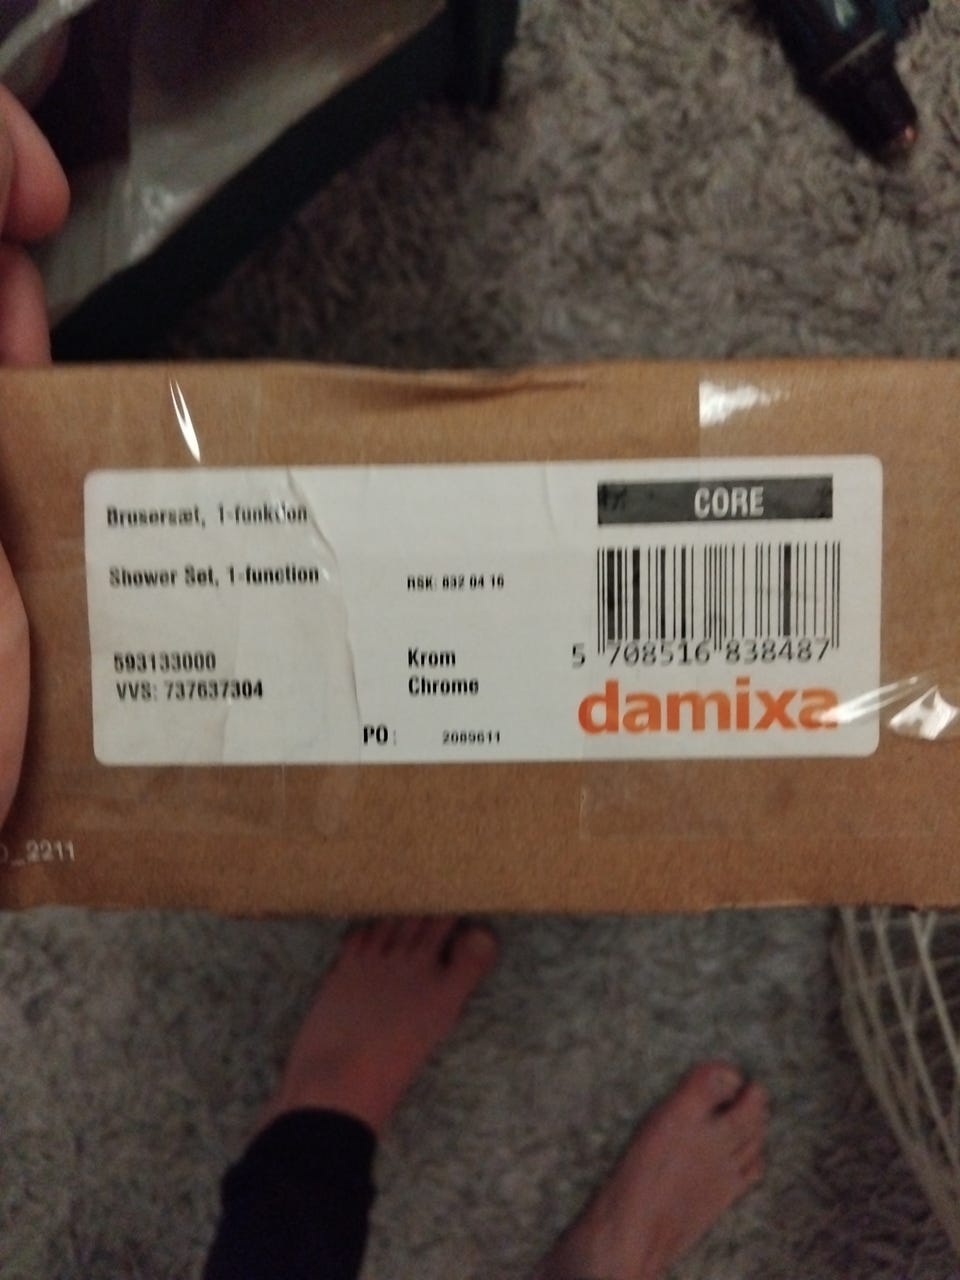 Brusersæt, 1-funktion
CORE
Shower Set, 1-function
RSK: 832 04 16
5 708516 838487
593133000
Krom
VVS: 737637304
Chrome
damixa
PO: 2089611
_2211